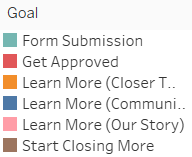 Goal
Form Submission
Get Approved
Learn More (Closer T..
Learn More (Communi..
Learn More (Our Story)
Start Closing More